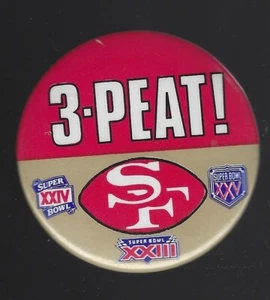 3-PEAT!
SUPER
XXIV
BOWL
SF
SUPER BOWL
XXV
SUPER BOWL
XXIII